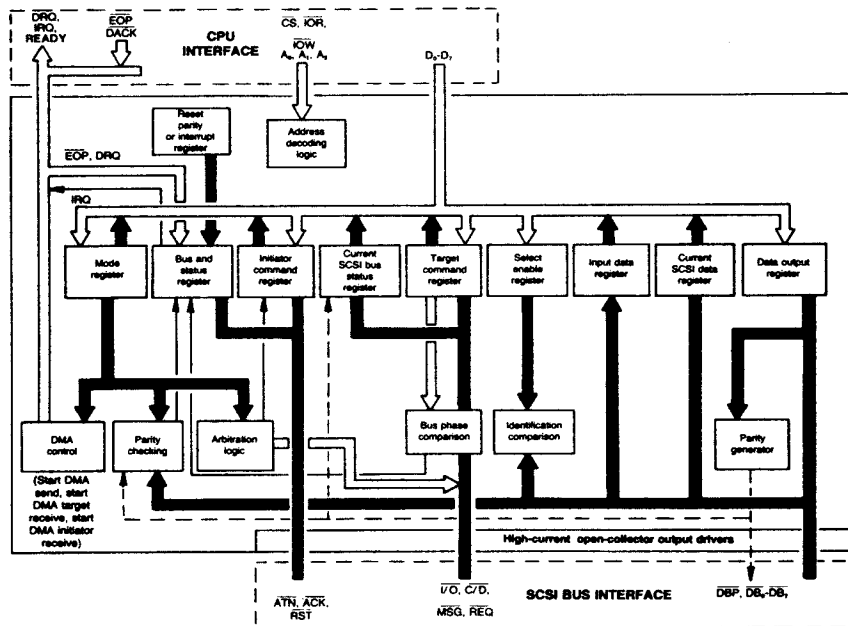 DRQ,
IRQ,
READY
EOP
DACK
CPU
INTERFACE
CS, IOR,
IOW
A₀, A₁, A₂
D₀-D₇
Reset
parity
or interrupt
register
Address
decoding
logic
EOP, DRQ
IRQ
Mode
register
Bus and
status
register
Initiator
command
register
Current
SCSI bus
status
register
Target
command
register
Select
enable
register
Input data
register
Current
SCSI data
register
Data output
register
DMA
control
Parity
checking
Arbitration
logic
Bus phase
comparison
Identification
comparison
Parity
generator
(Start DMA
send, start
DMA target
receive, start
DMA initiator
receive)
High-current open-collector output drivers
ATN, ACK,
RST
I/O, C/D,
MSG, REQ
SCSI BUS INTERFACE
DBP, DB₀-DB₇